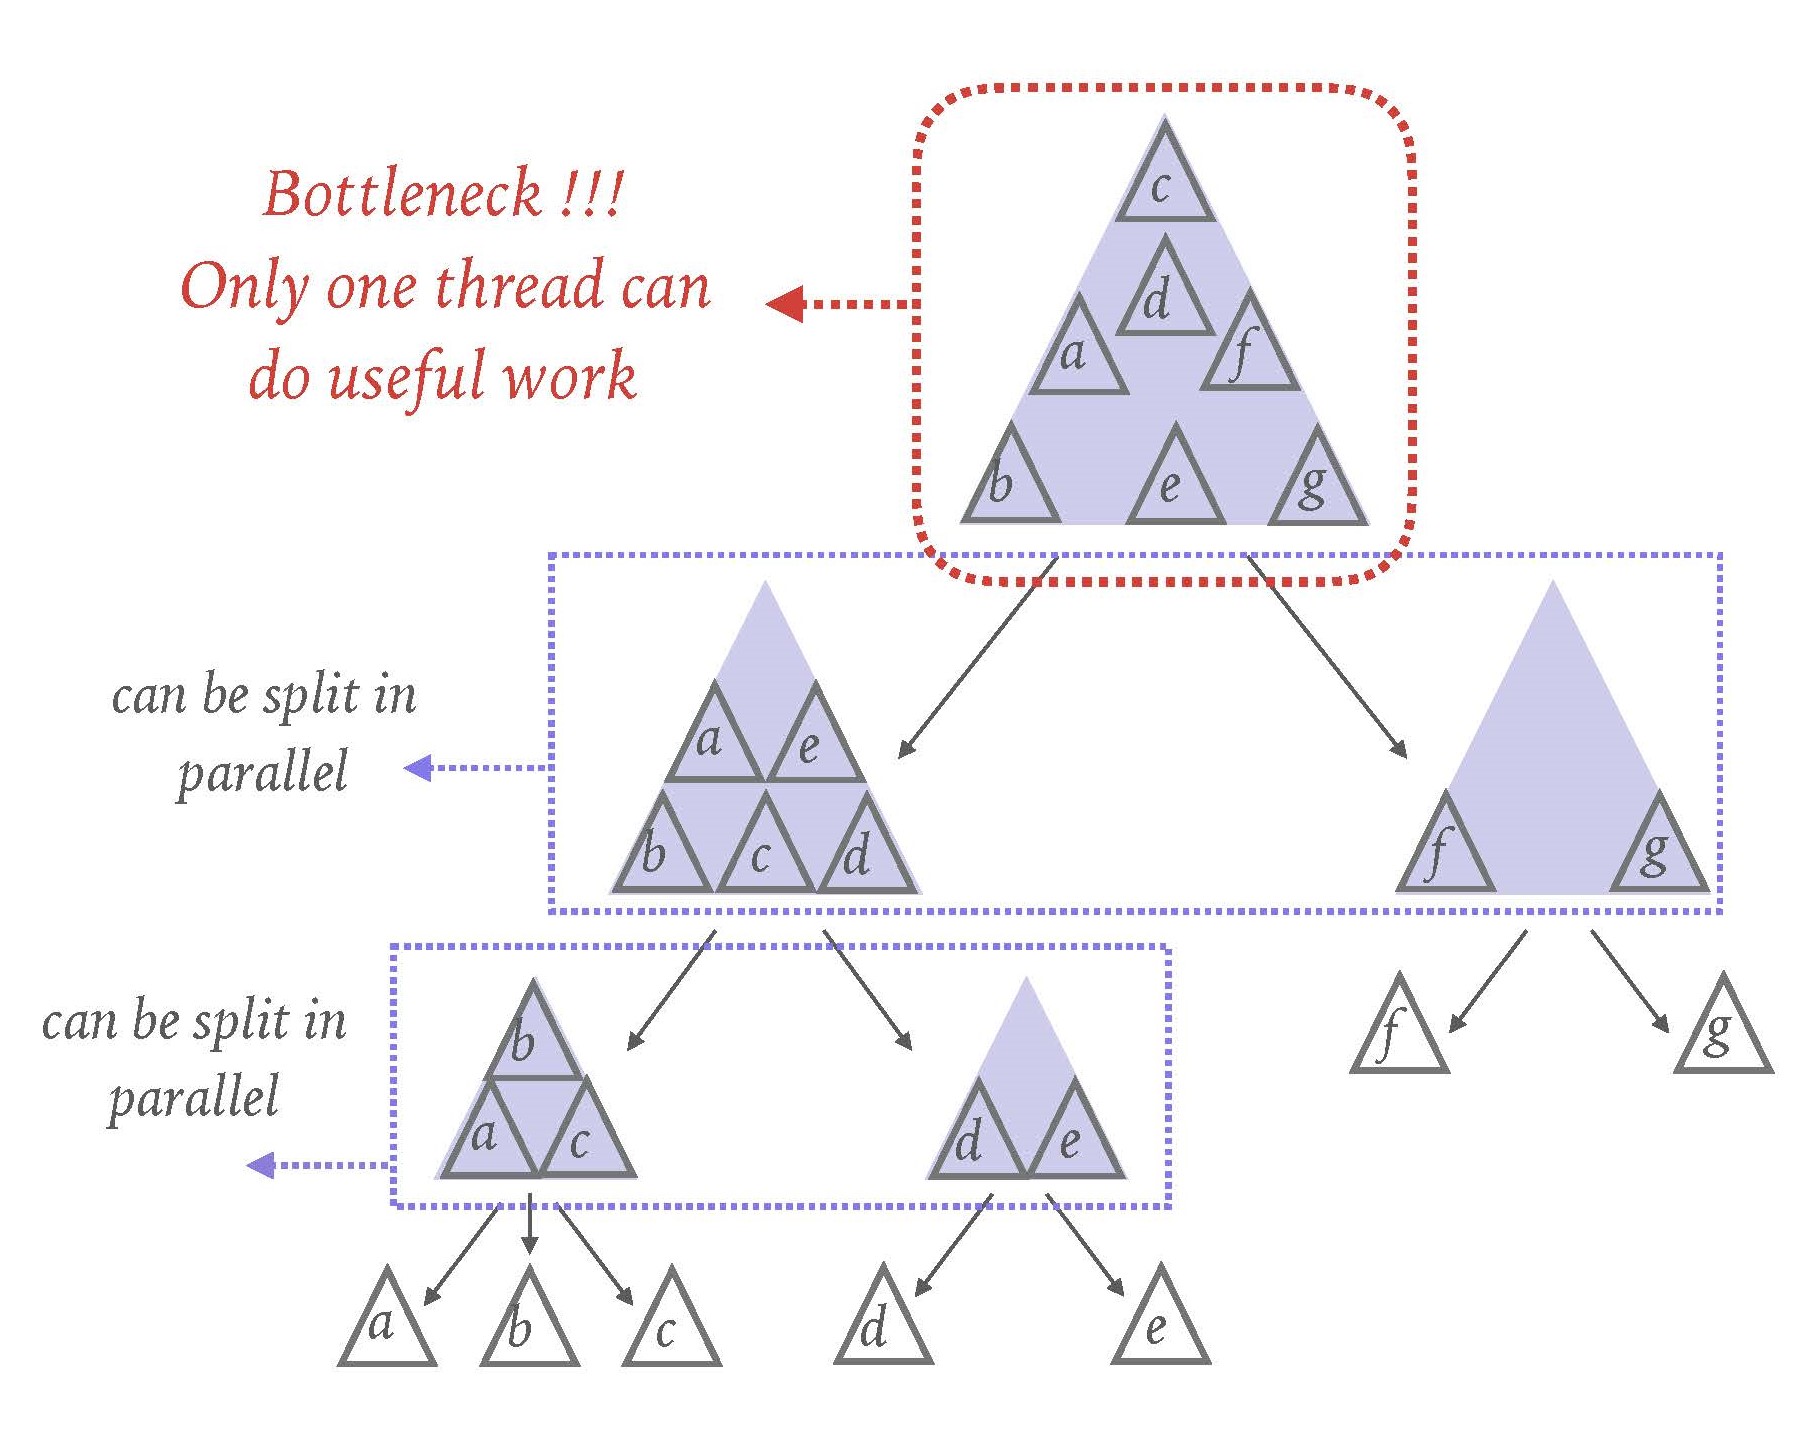 Bottleneck !!!
Only one thread can
do useful work
c
d
a
f
b
e
g
can be split in
parallel
a
e
b
c
d
f
g
can be split in
parallel
b
a
c
d
e
f
g
a
b
c
d
e